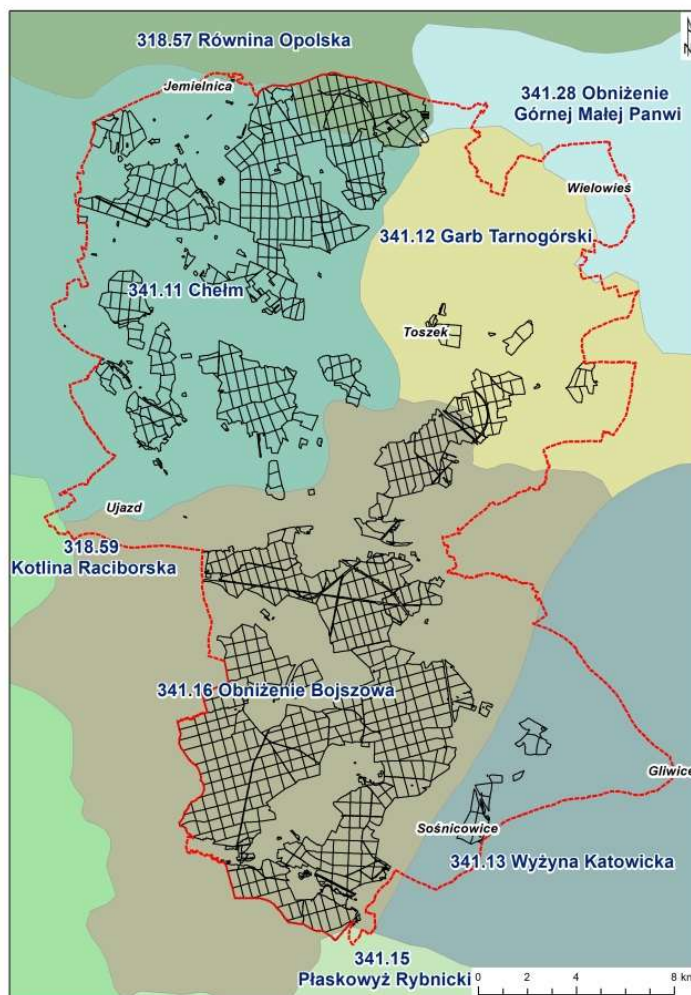 318.57 Równina Opolska
N
Jemielnica
341.28 Obniżenie
Górnej Małej Panwi
Wielowieś
341.12 Garb Tarnogórski
341.11 Chełm
Toszek
Ujazd
318.59
Kotlina Raciborska
341.16 Obniżenie Bojszowa
Gliwice
Sośnicowice
341.13 Wyżyna Katowicka
341.15
Płaskowyż Rybnicki
0 2 4 8 km